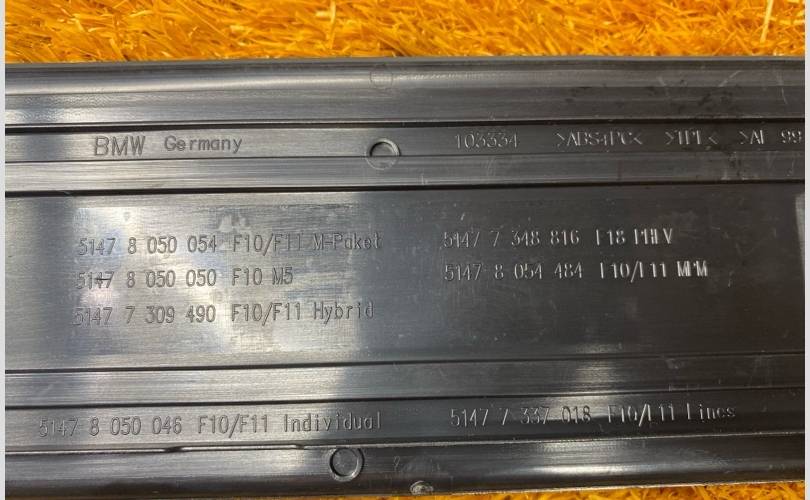 BMW Germany 103334 >ABS+PC< >TPE< >AL 99
5147 8 050 054 F10/F11 M-Paket 5147 7 348 816 F18 PHEV
5147 8 050 050 F10 M5 5147 8 054 484 F10/F11 MPM
5147 7 309 490 F10/F11 Hybrid
5147 8 050 046 F10/F11 Individual 5147 7 337 018 F10/F11 Lines